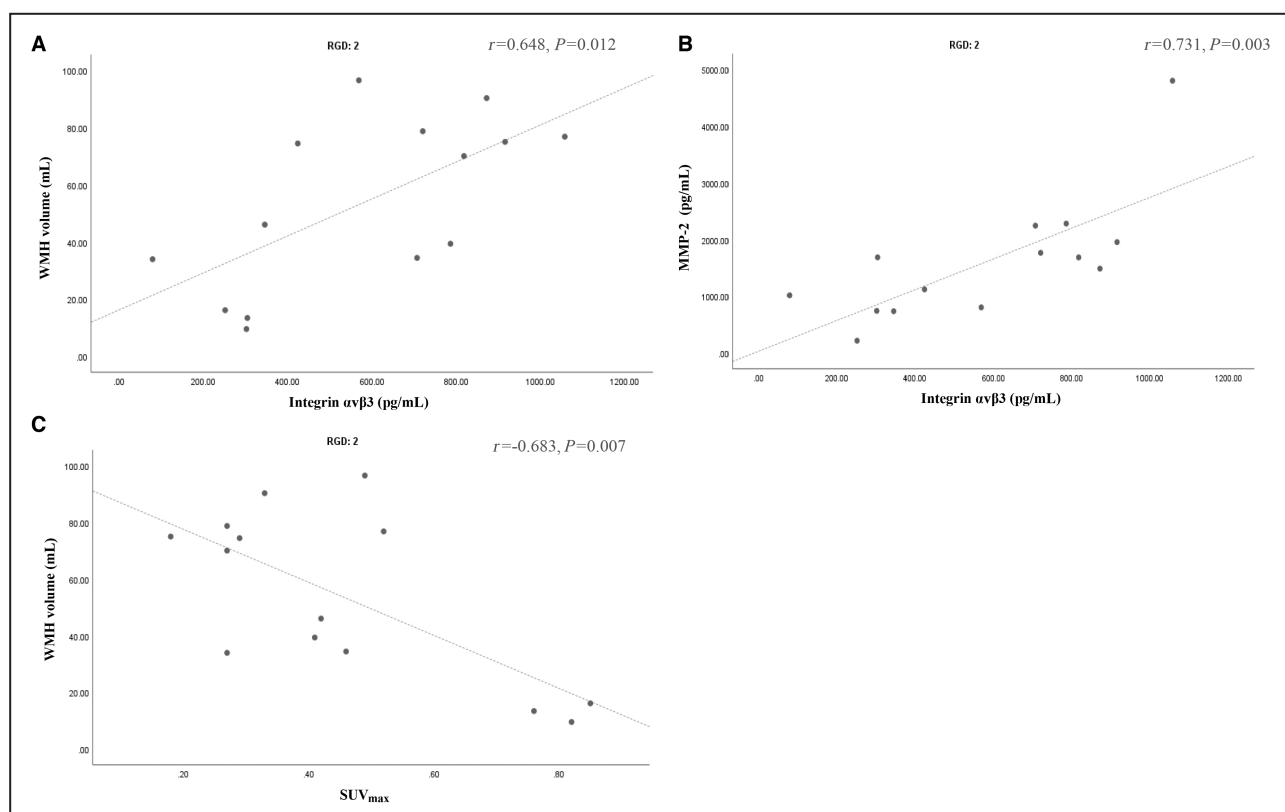 A
RGD: 2
r=0.648, P=0.012
WMH volume (mL)
100.00
80.00
60.00
40.00
20.00
.00
.00 200.00 400.00 600.00 800.00 1000.00 1200.00
Integrin αvβ3 (pg/mL)
B
RGD: 2
r=0.731, P=0.003
MMP-2 (pg/mL)
5000.00
4000.00
3000.00
2000.00
1000.00
.00
.00 200.00 400.00 600.00 800.00 1000.00 1200.00
Integrin αvβ3 (pg/mL)
C
RGD: 2
r=-0.683, P=0.007
WMH volume (mL)
100.00
80.00
60.00
40.00
20.00
.00
.20 .40 .60 .80
SUVmax